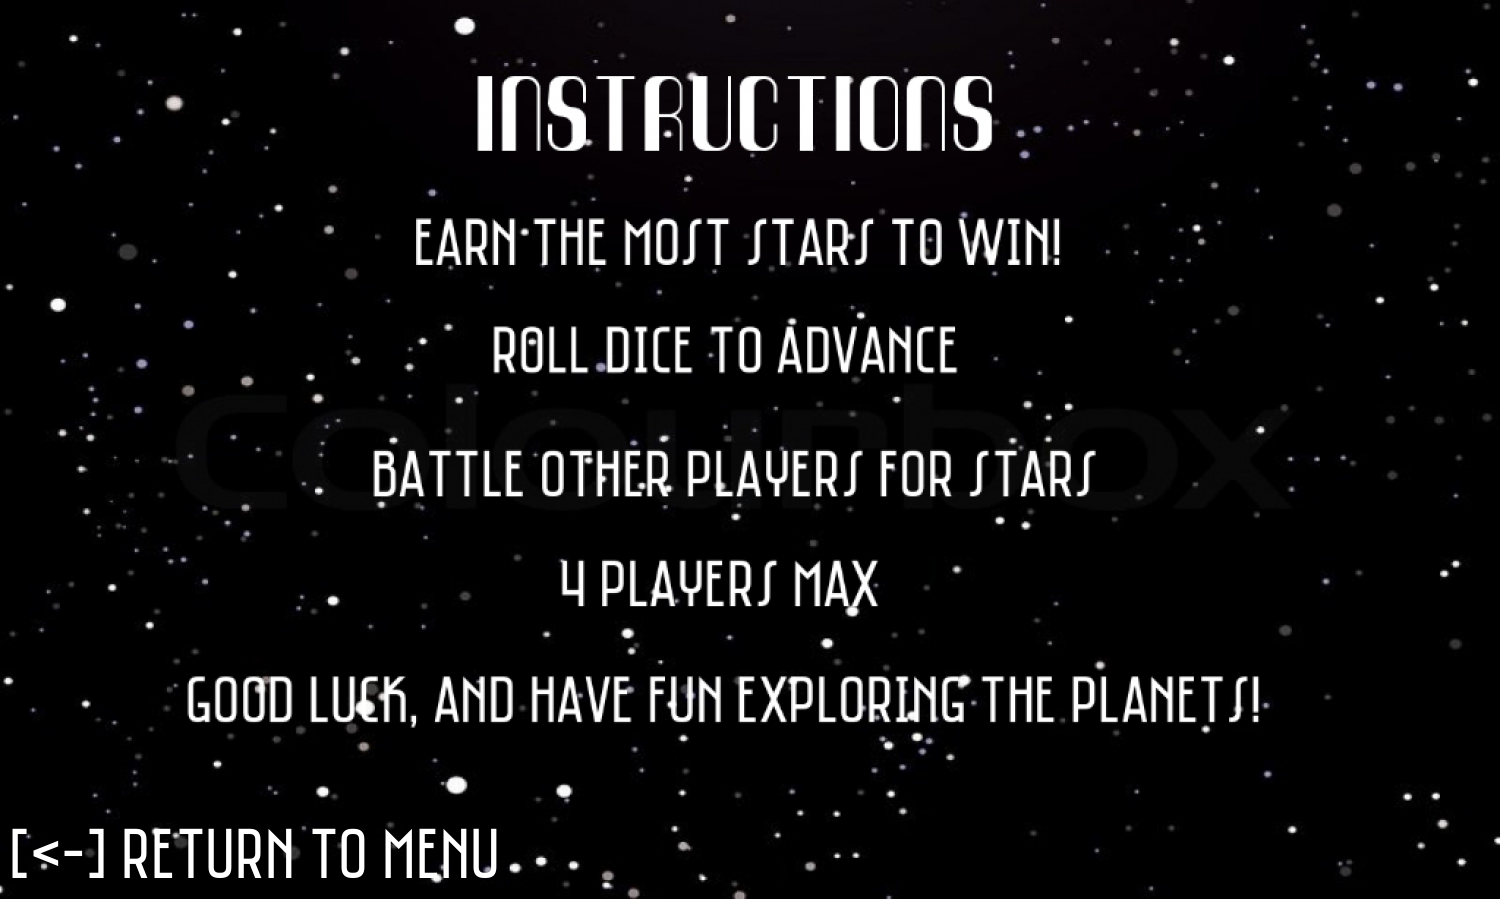 INSTRUCTIONS
EARN THE MOST STARS TO WIN!
ROLL DICE TO ADVANCE
colourbox
BATTLE OTHER PLAYERS FOR STARS
4 PLAYERS MAX
GOOD LUCK, AND HAVE FUN EXPLORING THE PLANETS!
[<-] RETURN TO MENU